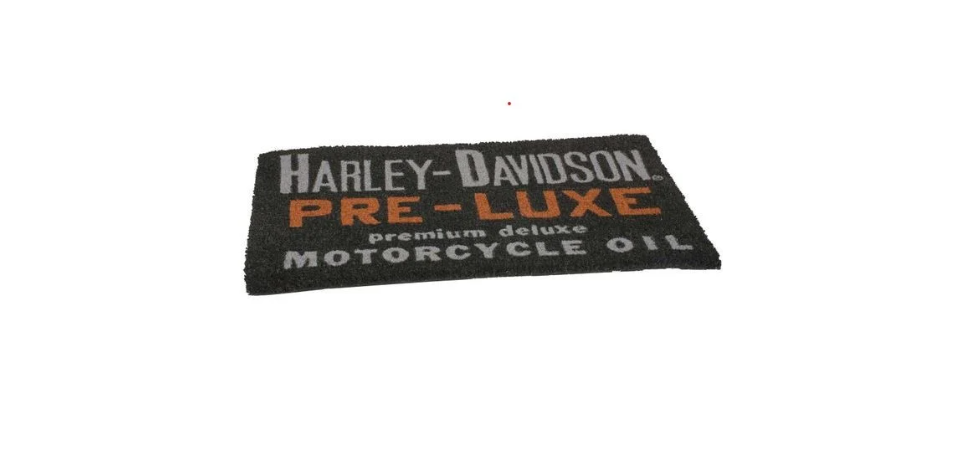 HARLEY-DAVIDSON®
PRE-LUXE
premium deluxe
MOTORCYCLE OIL